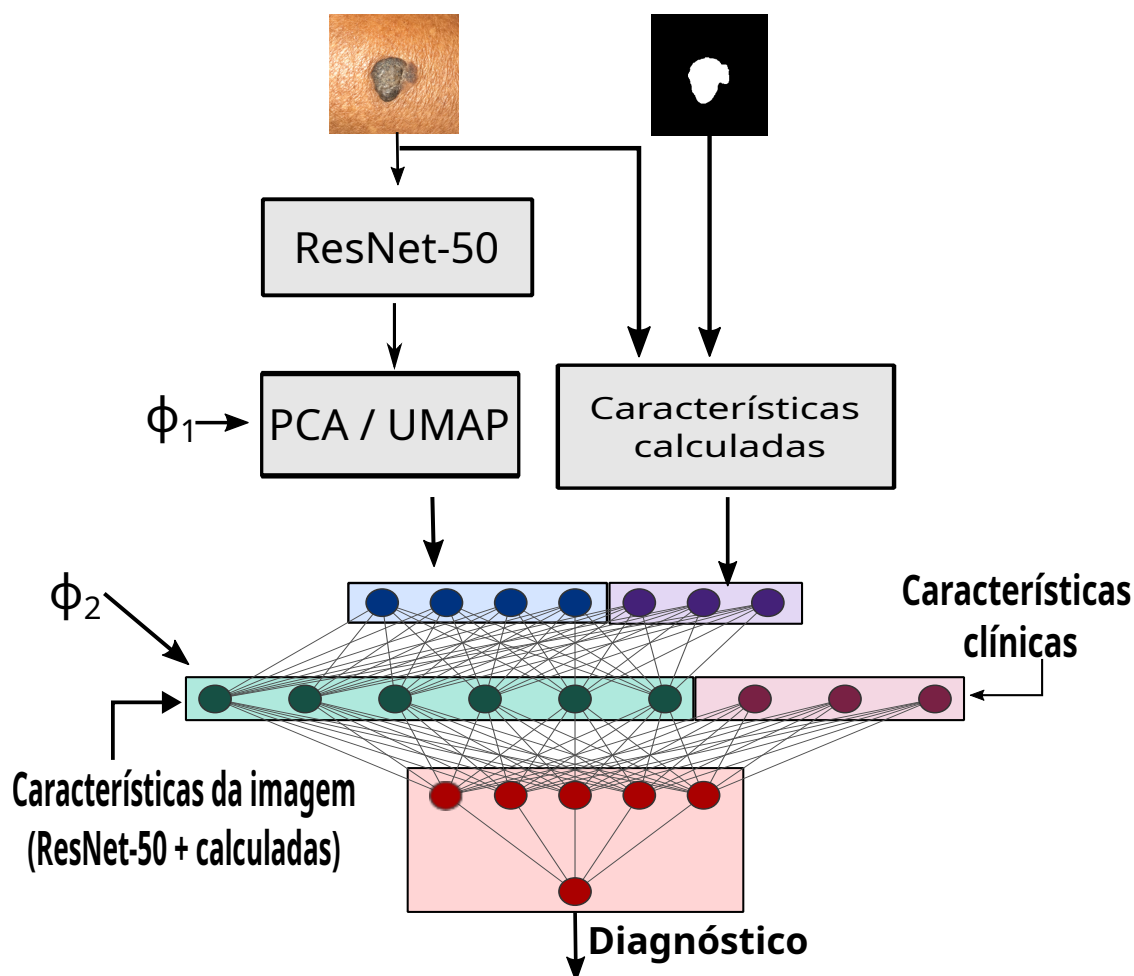 ResNet-50
ϕ1
PCA / UMAP
Características
calculadas
ϕ2
Características
clínicas
Características da imagem
(ResNet-50 + calculadas)
Diagnóstico